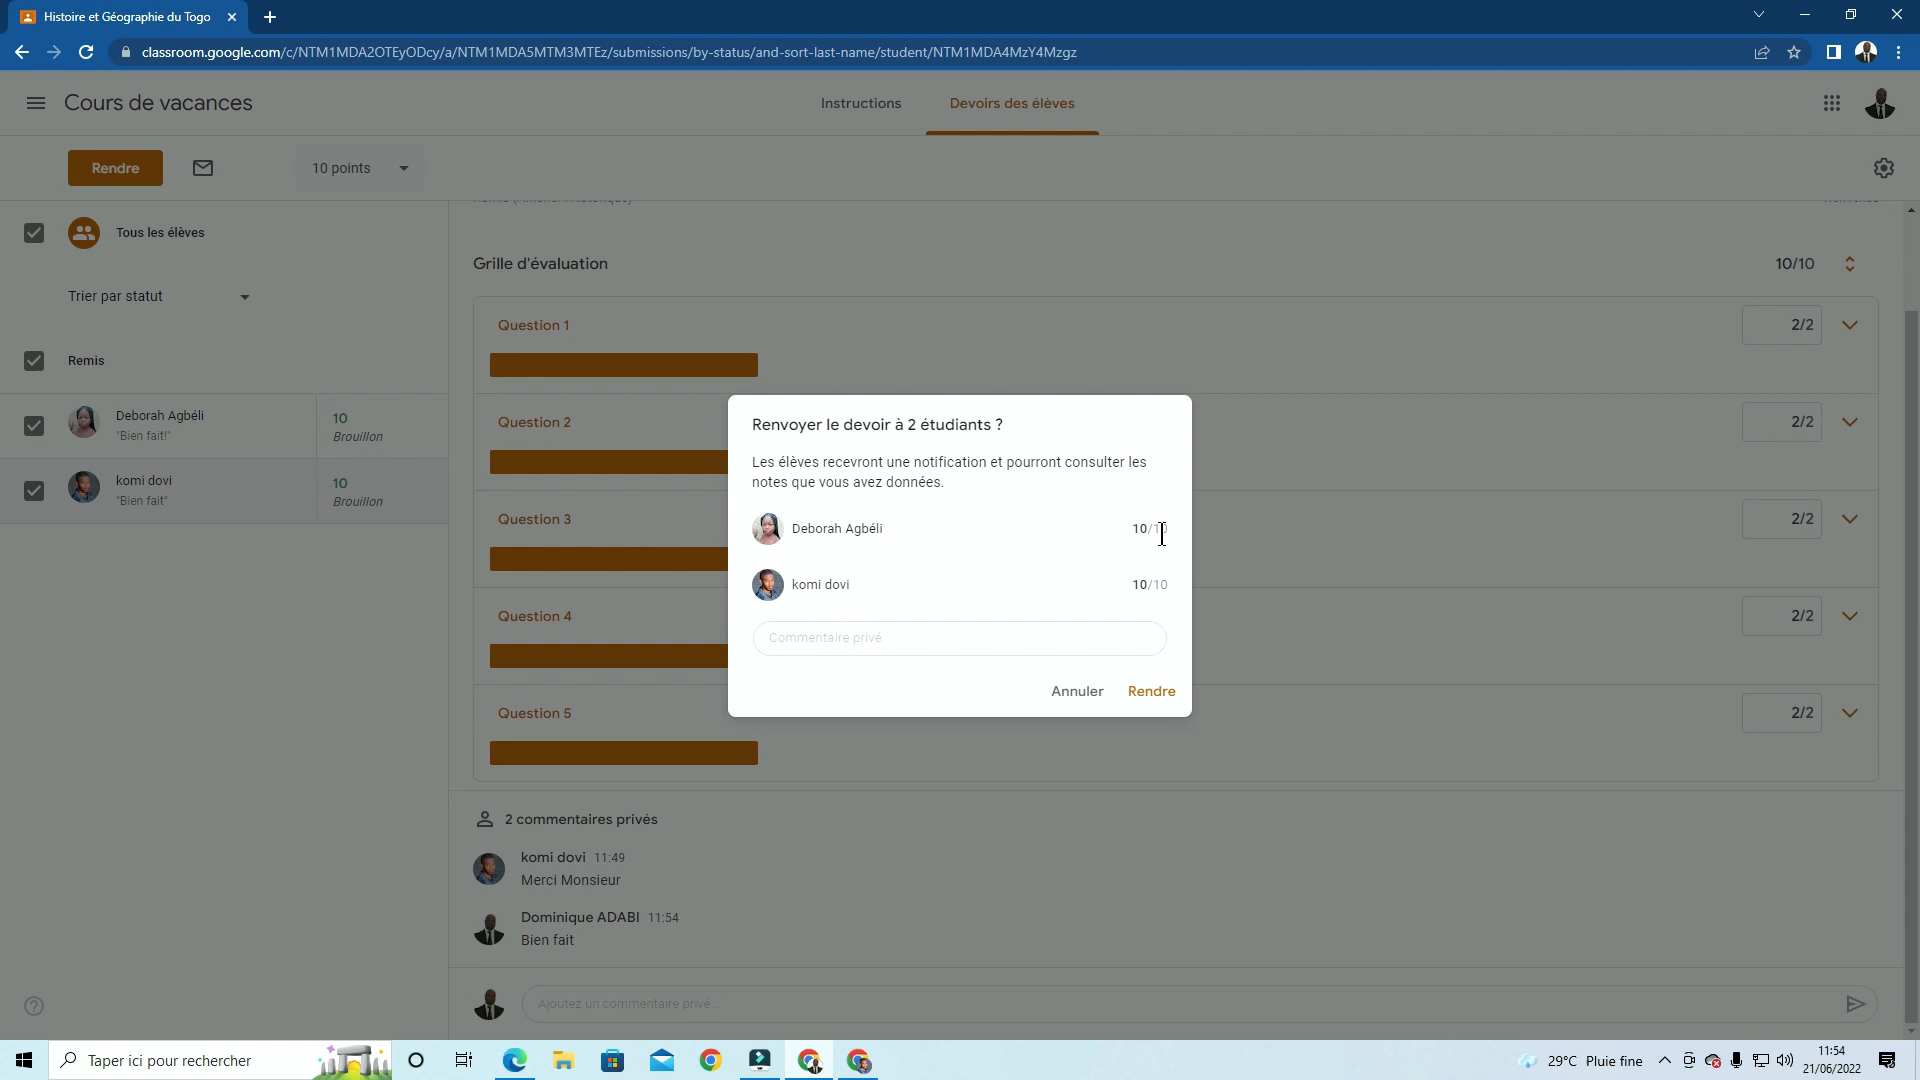 Histoire et Géographie du Togo
classroom.google.com/c/NTM1MDA2OTEyODcy/a/NTM1MDA5MTM3MTEz/submissions/by-status/and-sort-last-name/student/NTM1MDA4MzY4Mzgz
Cours de vacances
Instructions
Devoirs des élèves
Rendre
10 points
Tous les élèves
Trier par statut
Remis
Deborah Agbéli
"Bien fait!"
10
Brouillon
komi dovi
"Bien fait"
10
Brouillon
Grille d'évaluation
10/10
Question 1
2/2
Question 2
2/2
Question 3
2/2
Question 4
2/2
Question 5
2/2
Renvoyer le devoir à 2 étudiants ?
Les élèves recevront une notification et pourront consulter les
notes que vous avez données.
Deborah Agbéli
10/10
komi dovi
10/10
Commentaire privé
Annuler
Rendre
2 commentaires privés
komi dovi 11:49
Merci Monsieur
Dominique ADABI 11:54
Bien fait
Ajoutez un commentaire privé...
Taper ici pour rechercher
29°C Pluie fine
11:54
21/06/2022